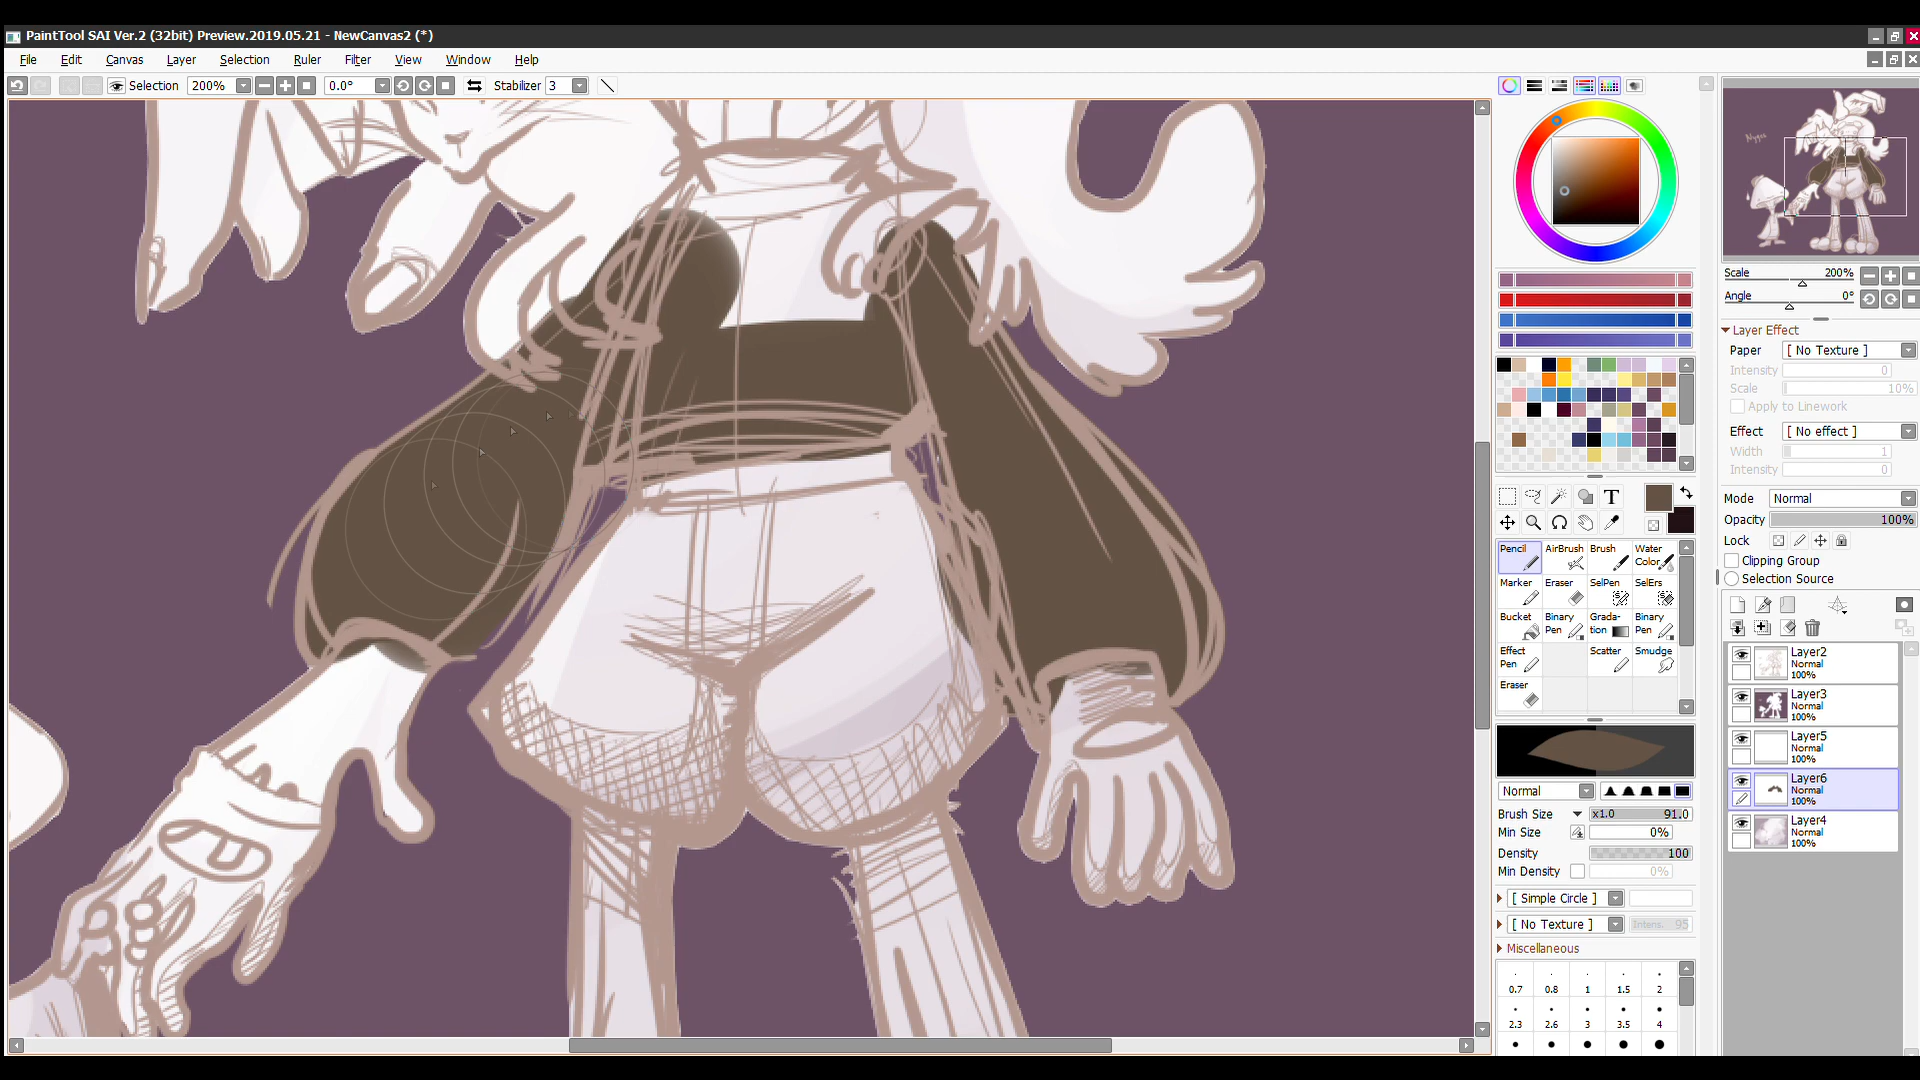 PaintTool SAI Ver.2 (32bit) Preview.2019.05.21 - NewCanvas2 (*)
File Edit Canvas Layer Selection Ruler Filter View Window Help
Selection 200% 0.0° Stabilizer 3
Scale 200%
Angle 0°
Layer Effect
Paper [ No Texture ]
Intensity 0
Scale 10%
Apply to Linework
Effect [ No effect ]
Width 1
Intensity 0
Mode Normal
Opacity 100%
Lock
Clipping Group
Selection Source
T
Pencil AirBrush Brush Water Color
Marker Eraser SelPen SelErs
Bucket Binary Pen Grada-tion Binary Pen
Effect Pen Scatter Smudge
Eraser
Normal
Brush Size x1.0 91.0
Min Size 0%
Density 100
Min Density 0%
[ Simple Circle ]
[ No Texture ] Intens. 95
Miscellaneous
0.7 0.8 1 1.5 2
2.3 2.6 3 3.5 4
Layer2
Normal
100%
Layer3
Normal
100%
Layer5
Normal
100%
Layer6
Normal
100%
Layer4
Normal
100%